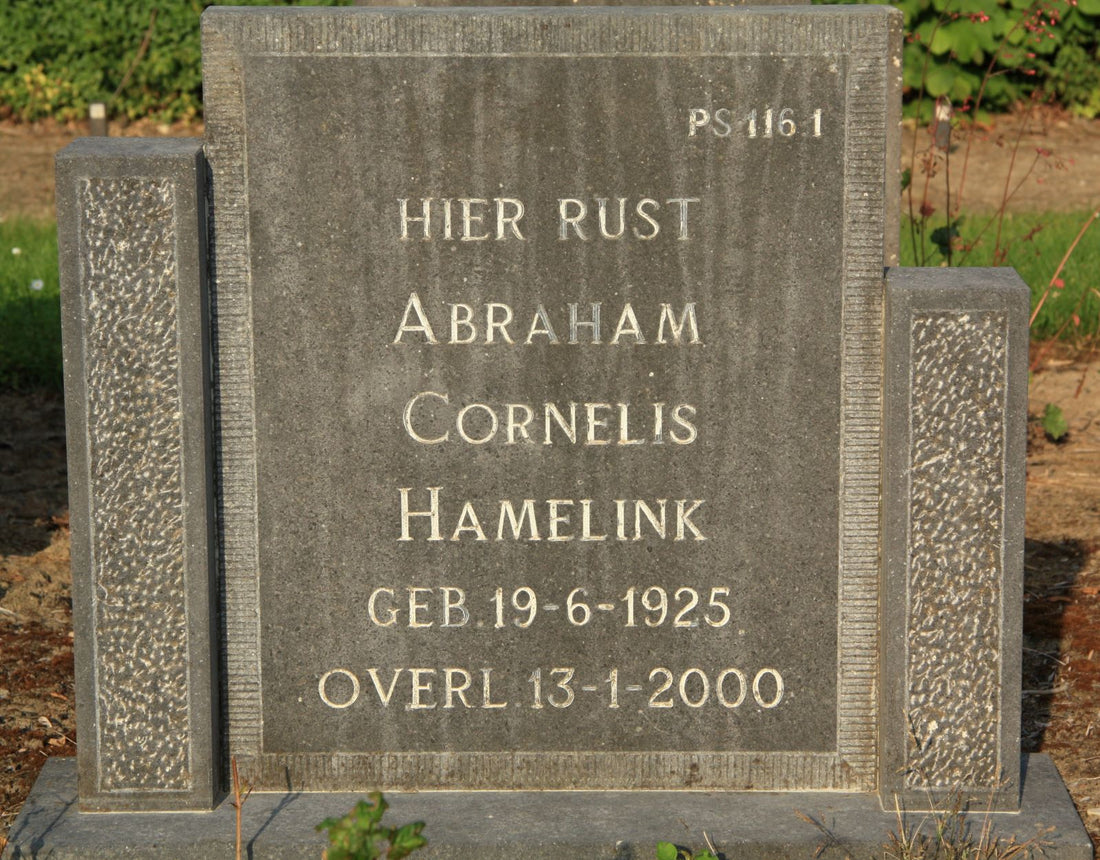 PS 116:1
HIER RUST
ABRAHAM
CORNELIS
HAMELINK
GEB. 19-6-1925
OVERL. 13-1-2000